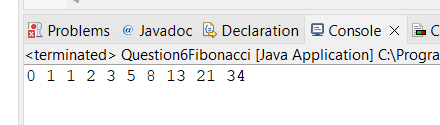 Problems @ Javadoc Declaration Console × C
<terminated> Question6Fibonacci [Java Application] C:\Progra
0 1 1 2 3 5 8 13 21 34